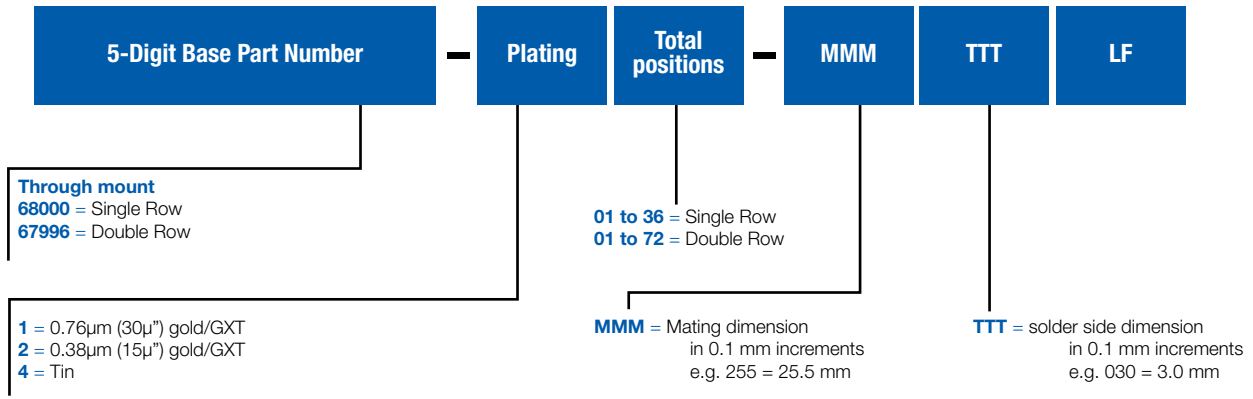 5-Digit Base Part Number - Plating Total positions - MMM TTT LF
Through mount
68000 = Single Row
67996 = Double Row
01 to 36 = Single Row
01 to 72 = Double Row
1 = 0.76µm (30µ”) gold/GXT
2 = 0.38µm (15µ”) gold/GXT
4 = Tin
MMM = Mating dimension
in 0.1 mm increments
e.g. 255 = 25.5 mm
TTT = solder side dimension
in 0.1 mm increments
e.g. 030 = 3.0 mm